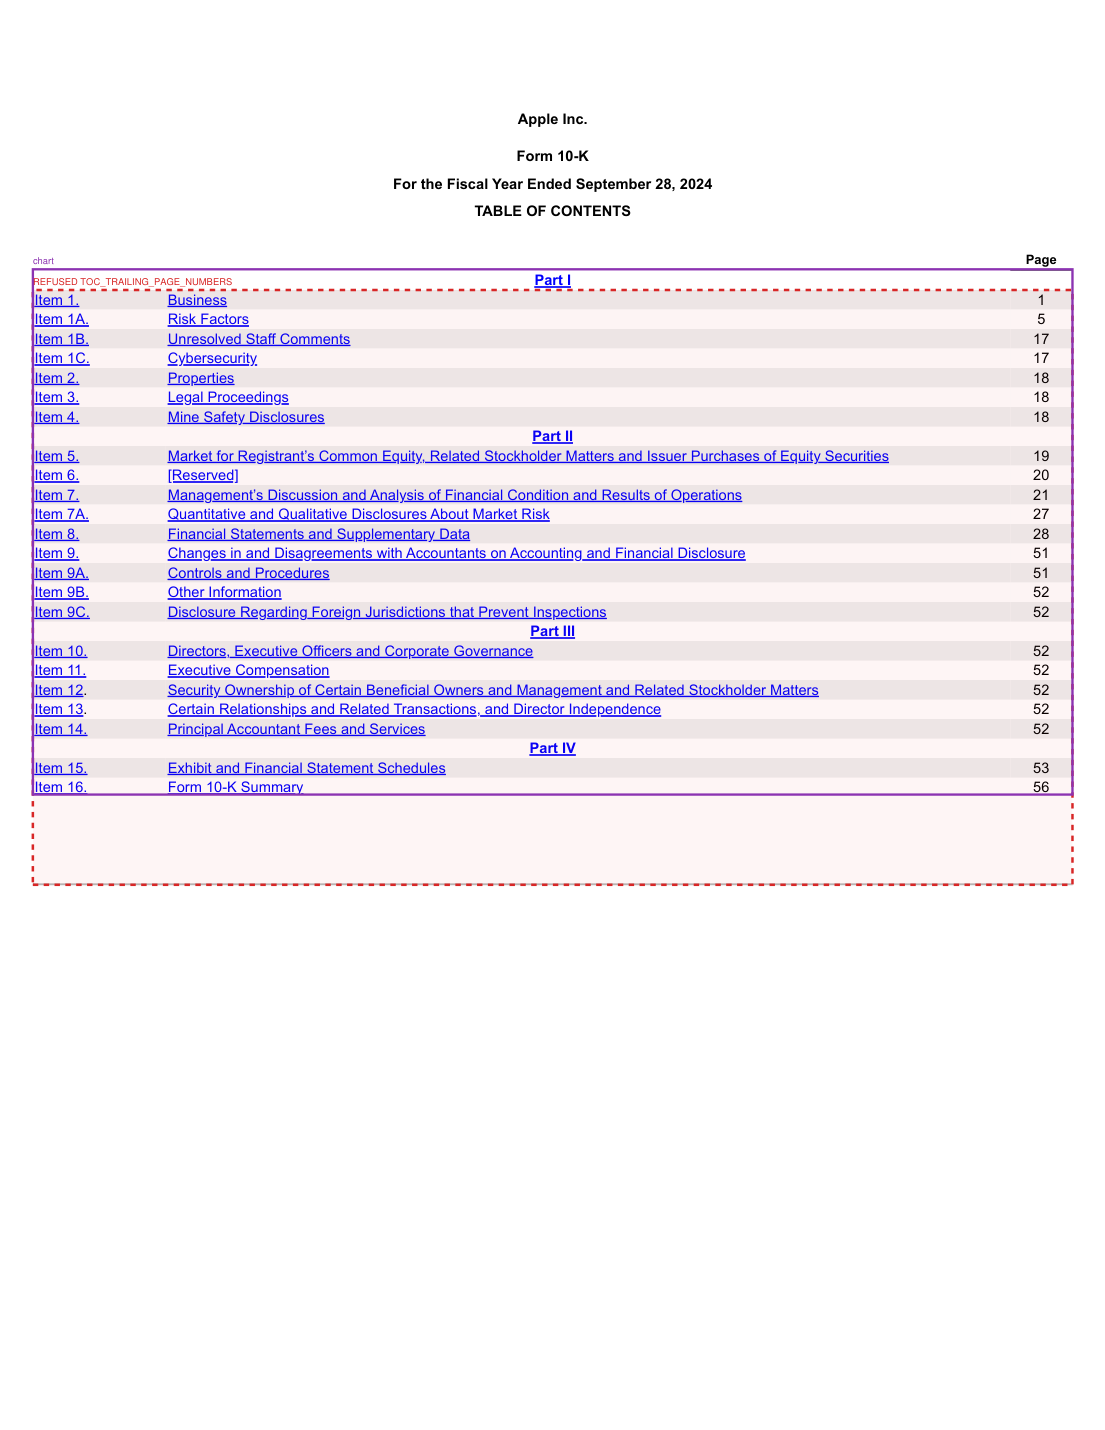 Apple Inc.
Form 10-K
For the Fiscal Year Ended September 28, 2024
TABLE OF CONTENTS
chart Page
REFUSED TOC_TRAILING_PAGE_NUMBERS Part I
Item 1. Business 1
Item 1A. Risk Factors 5
Item 1B. Unresolved Staff Comments 17
Item 1C. Cybersecurity 17
Item 2. Properties 18
Item 3. Legal Proceedings 18
Item 4. Mine Safety Disclosures 18
Part II
Item 5. Market for Registrant’s Common Equity, Related Stockholder Matters and Issuer Purchases of Equity Securities 19
Item 6. [Reserved] 20
Item 7. Management’s Discussion and Analysis of Financial Condition and Results of Operations 21
Item 7A. Quantitative and Qualitative Disclosures About Market Risk 27
Item 8. Financial Statements and Supplementary Data 28
Item 9. Changes in and Disagreements with Accountants on Accounting and Financial Disclosure 51
Item 9A. Controls and Procedures 51
Item 9B. Other Information 52
Item 9C. Disclosure Regarding Foreign Jurisdictions that Prevent Inspections 52
Part III
Item 10. Directors, Executive Officers and Corporate Governance 52
Item 11. Executive Compensation 52
Item 12. Security Ownership of Certain Beneficial Owners and Management and Related Stockholder Matters 52
Item 13. Certain Relationships and Related Transactions, and Director Independence 52
Item 14. Principal Accountant Fees and Services 52
Part IV
Item 15. Exhibit and Financial Statement Schedules 53
Item 16. Form 10-K Summary 56